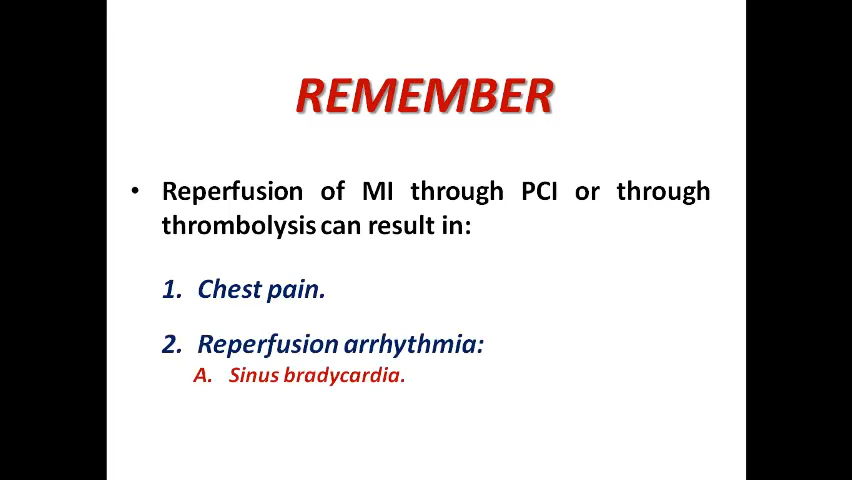 REMEMBER
• Reperfusion of MI through PCI or through
thrombolysis can result in:
1. Chest pain.
2. Reperfusion arrhythmia:
A. Sinus bradycardia.